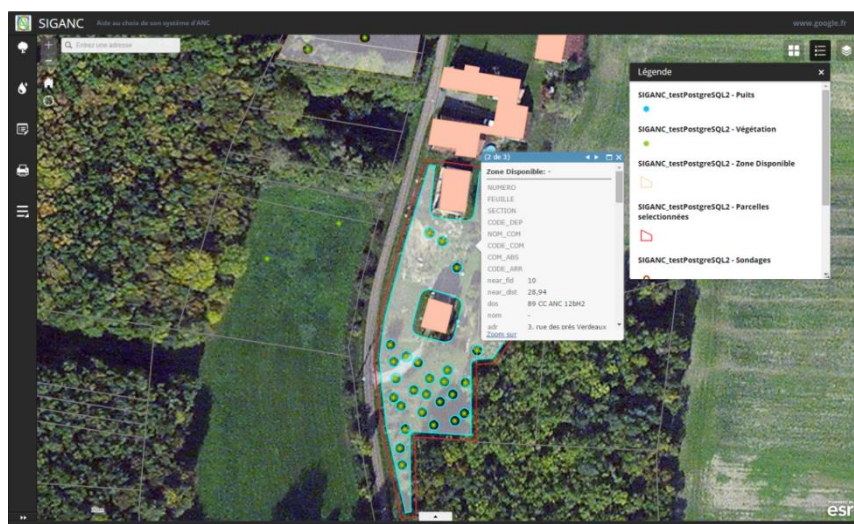 SIGANC Aide au choix de son système d'ANC www.google.fr
Entrez une adresse
Légende
SIGANC_testPostgreSQL2 - Puits
SIGANC_testPostgreSQL2 - Végétation
SIGANC_testPostgreSQL2 - Zone Disponible
SIGANC_testPostgreSQL2 - Parcelles
selectionnées
SIGANC_testPostgreSQL2 - Sondages
(2 de 3)
Zone Disponible: -
NUMERO
FEUILLE
SECTION
CODE_DEP
NOM_COM
CODE_COM
COM_ABS
CODE_ARR
near_fid 10
near_dist 28,94
dos 89 CC ANC 12bH2
nom -
adr 3, rue des prés Verdeaux
Zoom sur
POWERED BY
esri